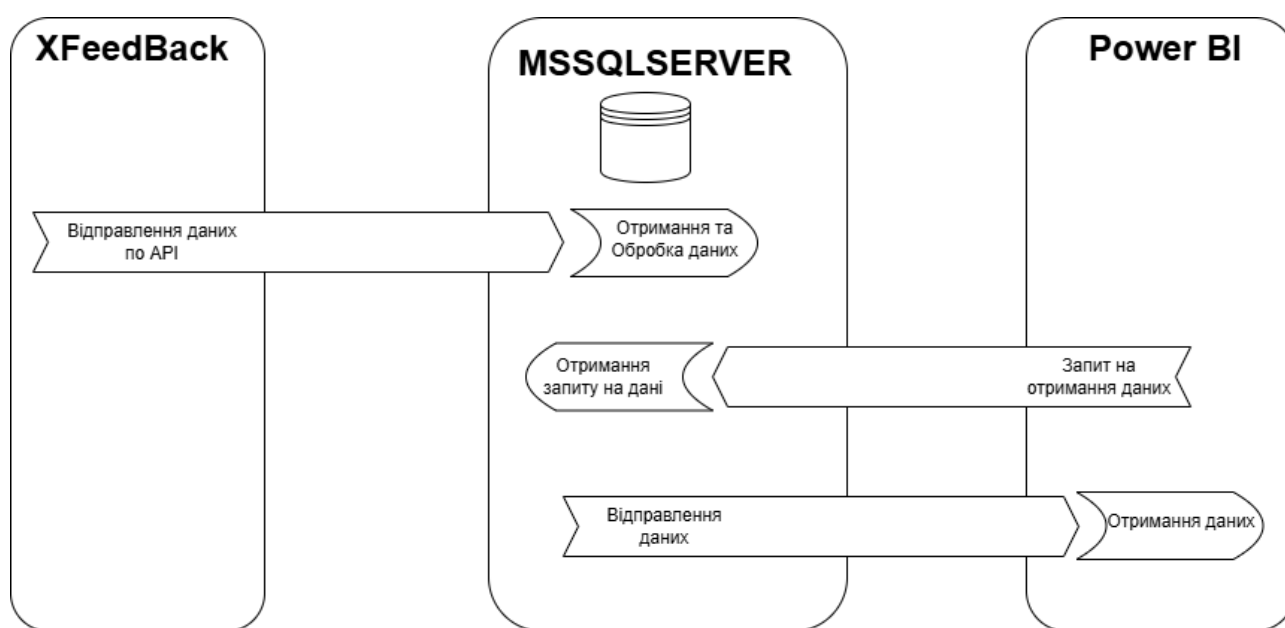 XFeedBack
MSSQLSERVER
Power BI
Відправлення даних
по API
Отримання та
Обробка даних
Отримання
запиту на дані
Запит на
отримання даних
Відправлення
даних
Отримання даних